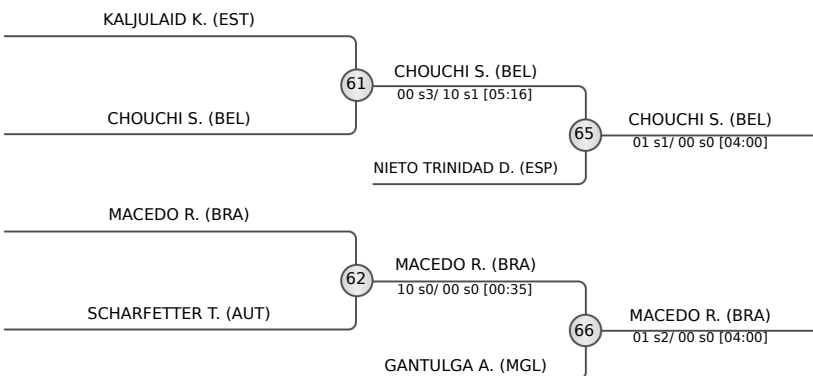 KALJULAID K. (EST)
61
CHOUCHI S. (BEL)
00 s3/ 10 s1 [05:16]
CHOUCHI S. (BEL)
65
CHOUCHI S. (BEL)
01 s1/ 00 s0 [04:00]
NIETO TRINIDAD D. (ESP)
MACEDO R. (BRA)
62
MACEDO R. (BRA)
10 s0/ 00 s0 [00:35]
SCHARFETTER T. (AUT)
66
MACEDO R. (BRA)
01 s2/ 00 s0 [04:00]
GANTULGA A. (MGL)